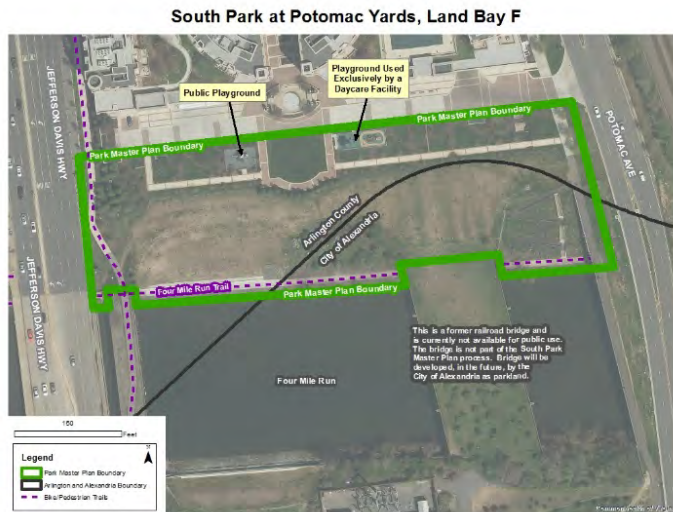 South Park at Potomac Yards, Land Bay F
JEFFERSON DAVIS HWY
Public Playground
Playground Used
Exclusively by a
Daycare Facility
POTOMAC AVE
Park Master Plan Boundary
Park Master Plan Boundary
Arlington County
City of Alexandria
JEFFERSON DAVIS HWY
Four Mile Run Trail
Park Master Plan Boundary
This is a former railroad bridge and
is currently not available for public use.
The bridge is not part of the South Park
Master Plan process. Bridge will be
developed, in the future, by the
City of Alexandria as parkland.
Four Mile Run
150
Feet
N
Legend
Park Master Plan Boundary
Arlington and Alexandria Boundary
Bike/Pedestrian Trails